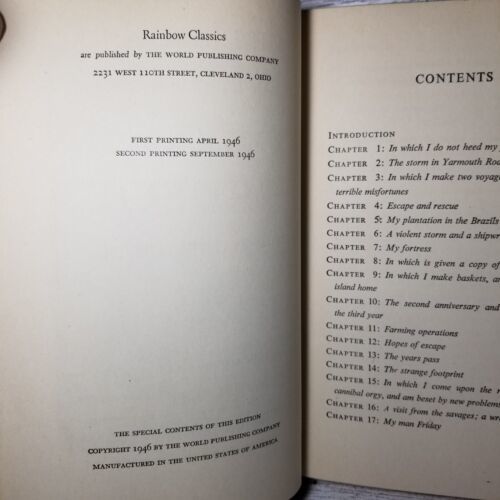 Rainbow Classics
are published by THE WORLD PUBLISHING COMPANY
2231 WEST 110TH STREET, CLEVELAND 2, OHIO
FIRST PRINTING APRIL 1946
SECOND PRINTING SEPTEMBER 1946
THE SPECIAL CONTENTS OF THIS EDITION
COPYRIGHT 1946 BY THE WORLD PUBLISHING COMPANY
MANUFACTURED IN THE UNITED STATES OF AMERICA
CONTENTS
INTRODUCTION
CHAPTER 1: In which I do not heed my
CHAPTER 2: The storm in Yarmouth Roa
CHAPTER 3: In which I make two voyag
terrible misfortunes
CHAPTER 4: Escape and rescue
CHAPTER 5: My plantation in the Brazils
CHAPTER 6: A violent storm and a shipwr
CHAPTER 7: My fortress
CHAPTER 8: In which is given a copy of
CHAPTER 9: In which I make baskets, an
island home
CHAPTER 10: The second anniversary and
the third year
CHAPTER 11: Farming operations
CHAPTER 12: Hopes of escape
CHAPTER 13: The years pass
CHAPTER 14: The strange footprint
CHAPTER 15: In which I come upon the r
cannibal orgy, and am beset by new problems
CHAPTER 16: A visit from the savages; a wr
CHAPTER 17: My man Friday